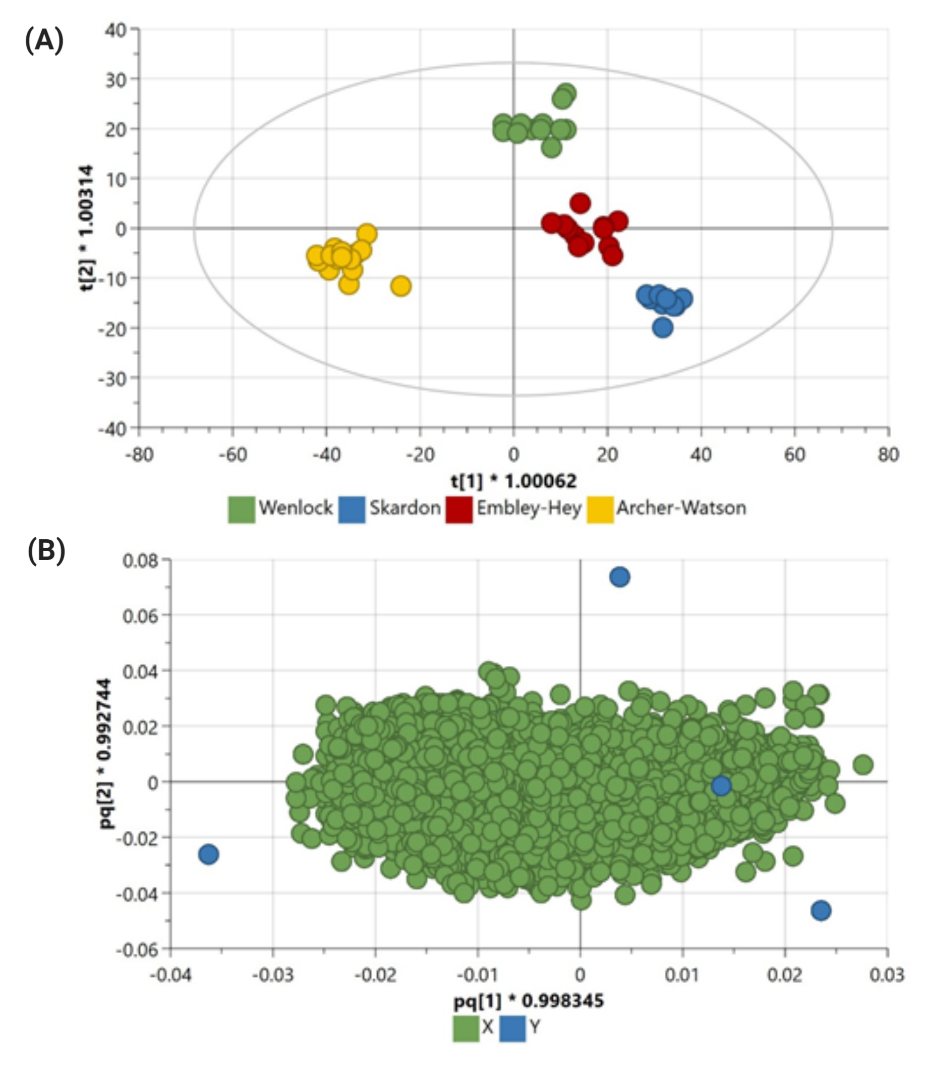 (A)
40
30
20
10
0
-10
-20
-30
-40
t[2] * 1.00314
-80 -60 -40 -20 0 20 40 60 80
t[1] * 1.00062
Wenlock Skardon Embley-Hey Archer-Watson
(B)
0.08
0.06
0.04
0.02
0
-0.02
-0.04
-0.06
pq[2] * 0.992744
-0.04 -0.03 -0.02 -0.01 0 0.01 0.02 0.03
pq[1] * 0.998345
X Y